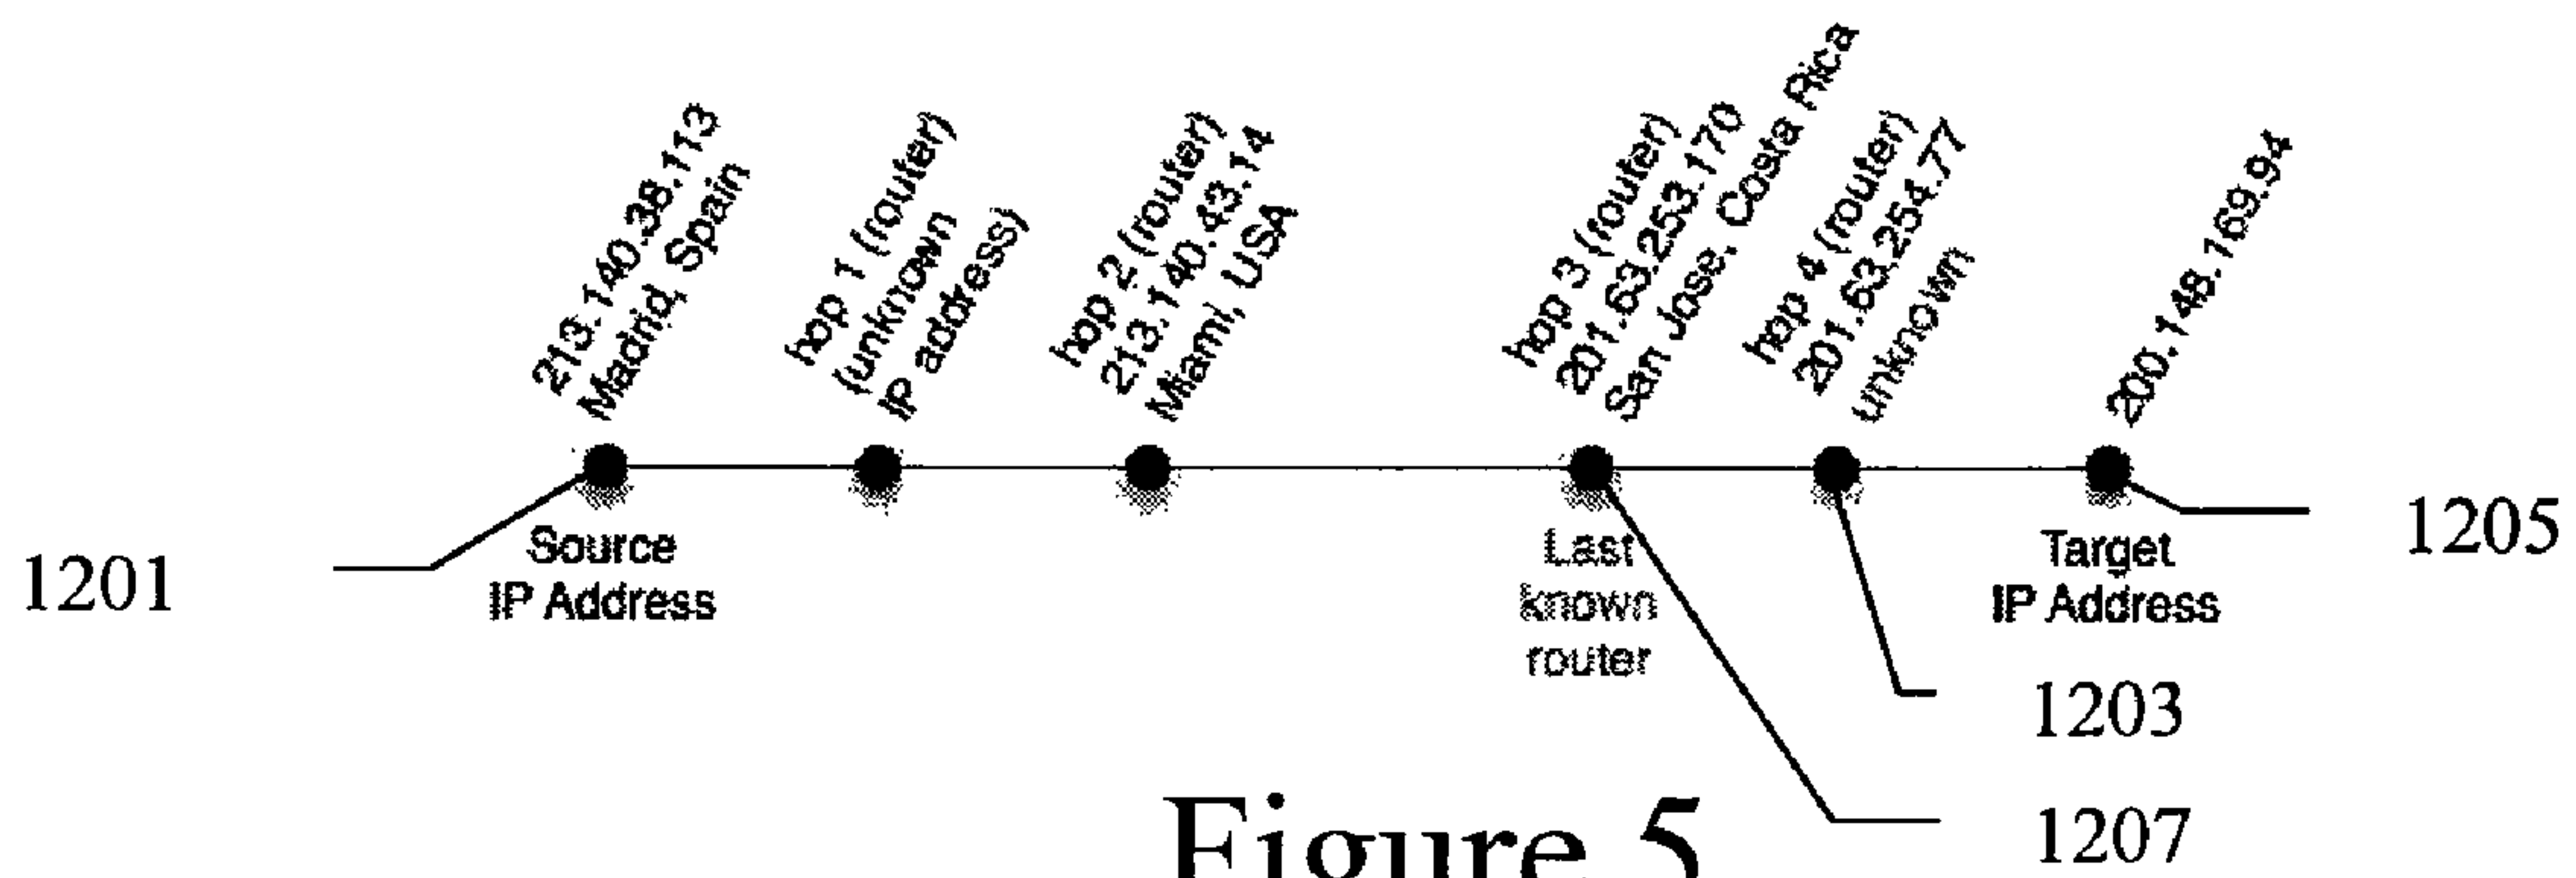 213.140.38.113
Madrid, Spain
hop 1 (router)
(unknown
IP address)
hop 2 (router)
213.140.43.14
Miami, USA
hop 3 (router)
201.63.253.170
San Jose, Costa Rica
hop 4 (router)
201.63.254.77
unknown
200.148.169.94
1201
Source
IP Address
Last
known
router
Target
IP Address
1205
1203
1207
Figure 5